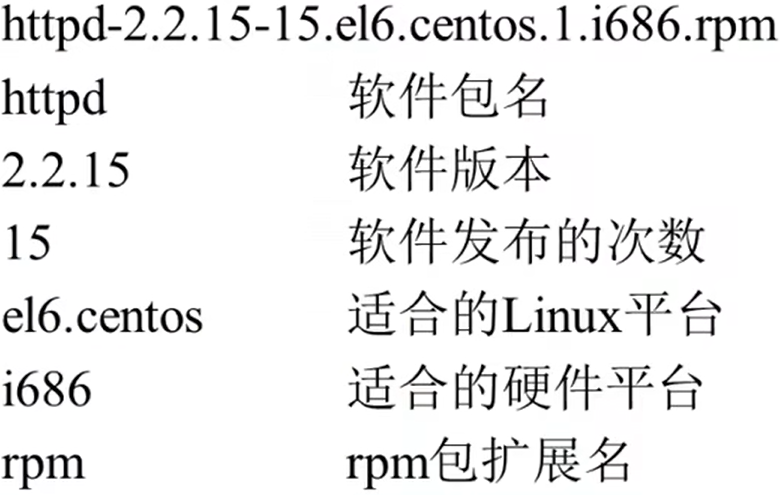 httpd-2.2.15-15.el6.centos.1.i686.rpm
httpd 软件包名
2.2.15 软件版本
15 软件发布的次数
el6.centos 适合的Linux平台
i686 适合的硬件平台
rpm rpm包扩展名